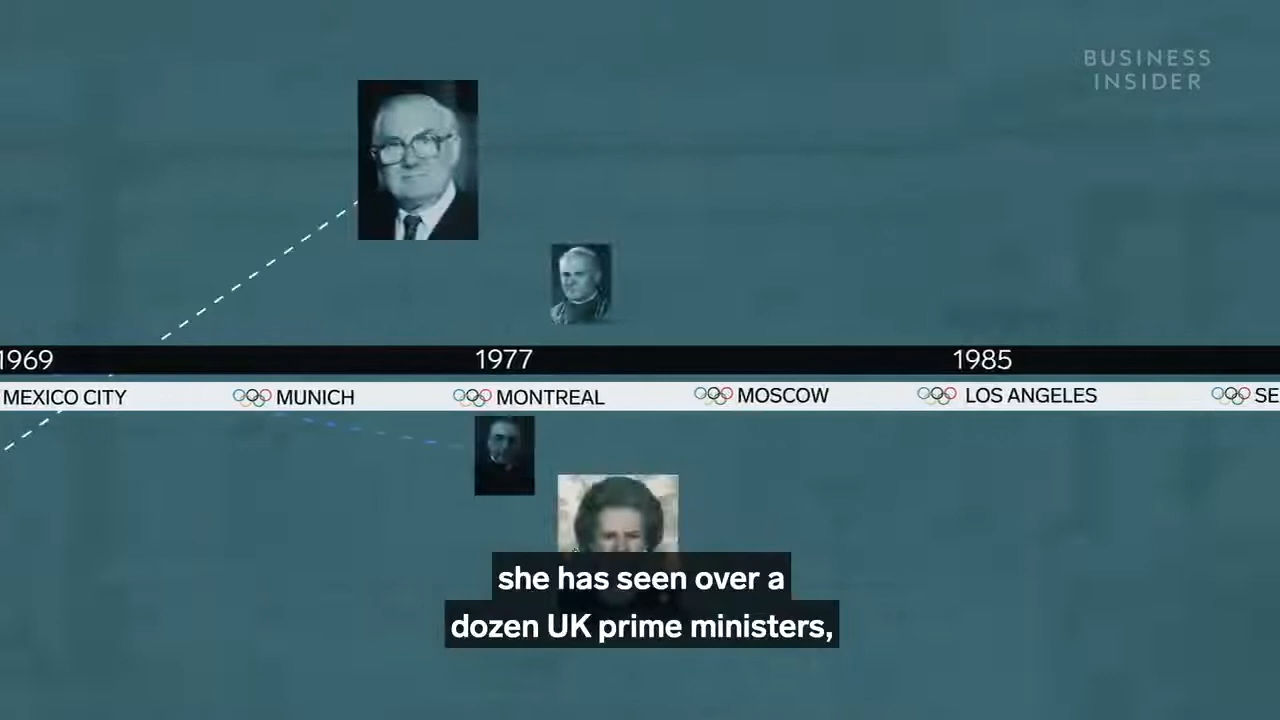 BUSINESS
INSIDER
1969
1977
1985
MEXICO CITY
MUNICH
MONTREAL
MOSCOW
LOS ANGELES
SE
she has seen over a
dozen UK prime ministers,